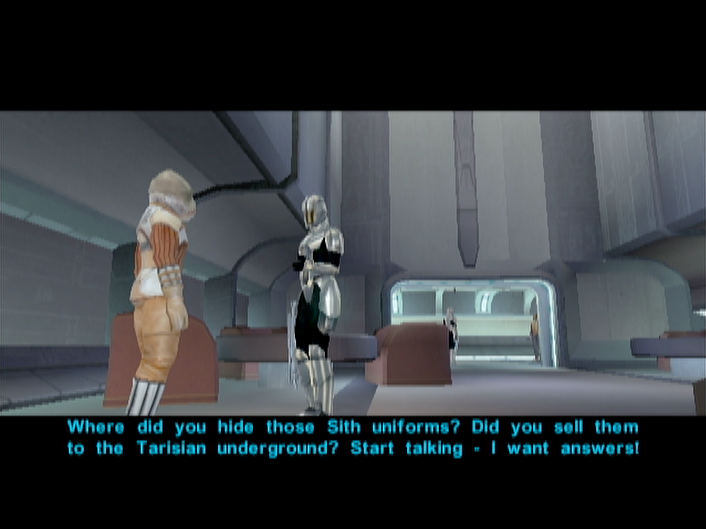 Where did you hide those Sith uniforms? Did you sell them
to the Tarisian underground? Start talking - I want answers!